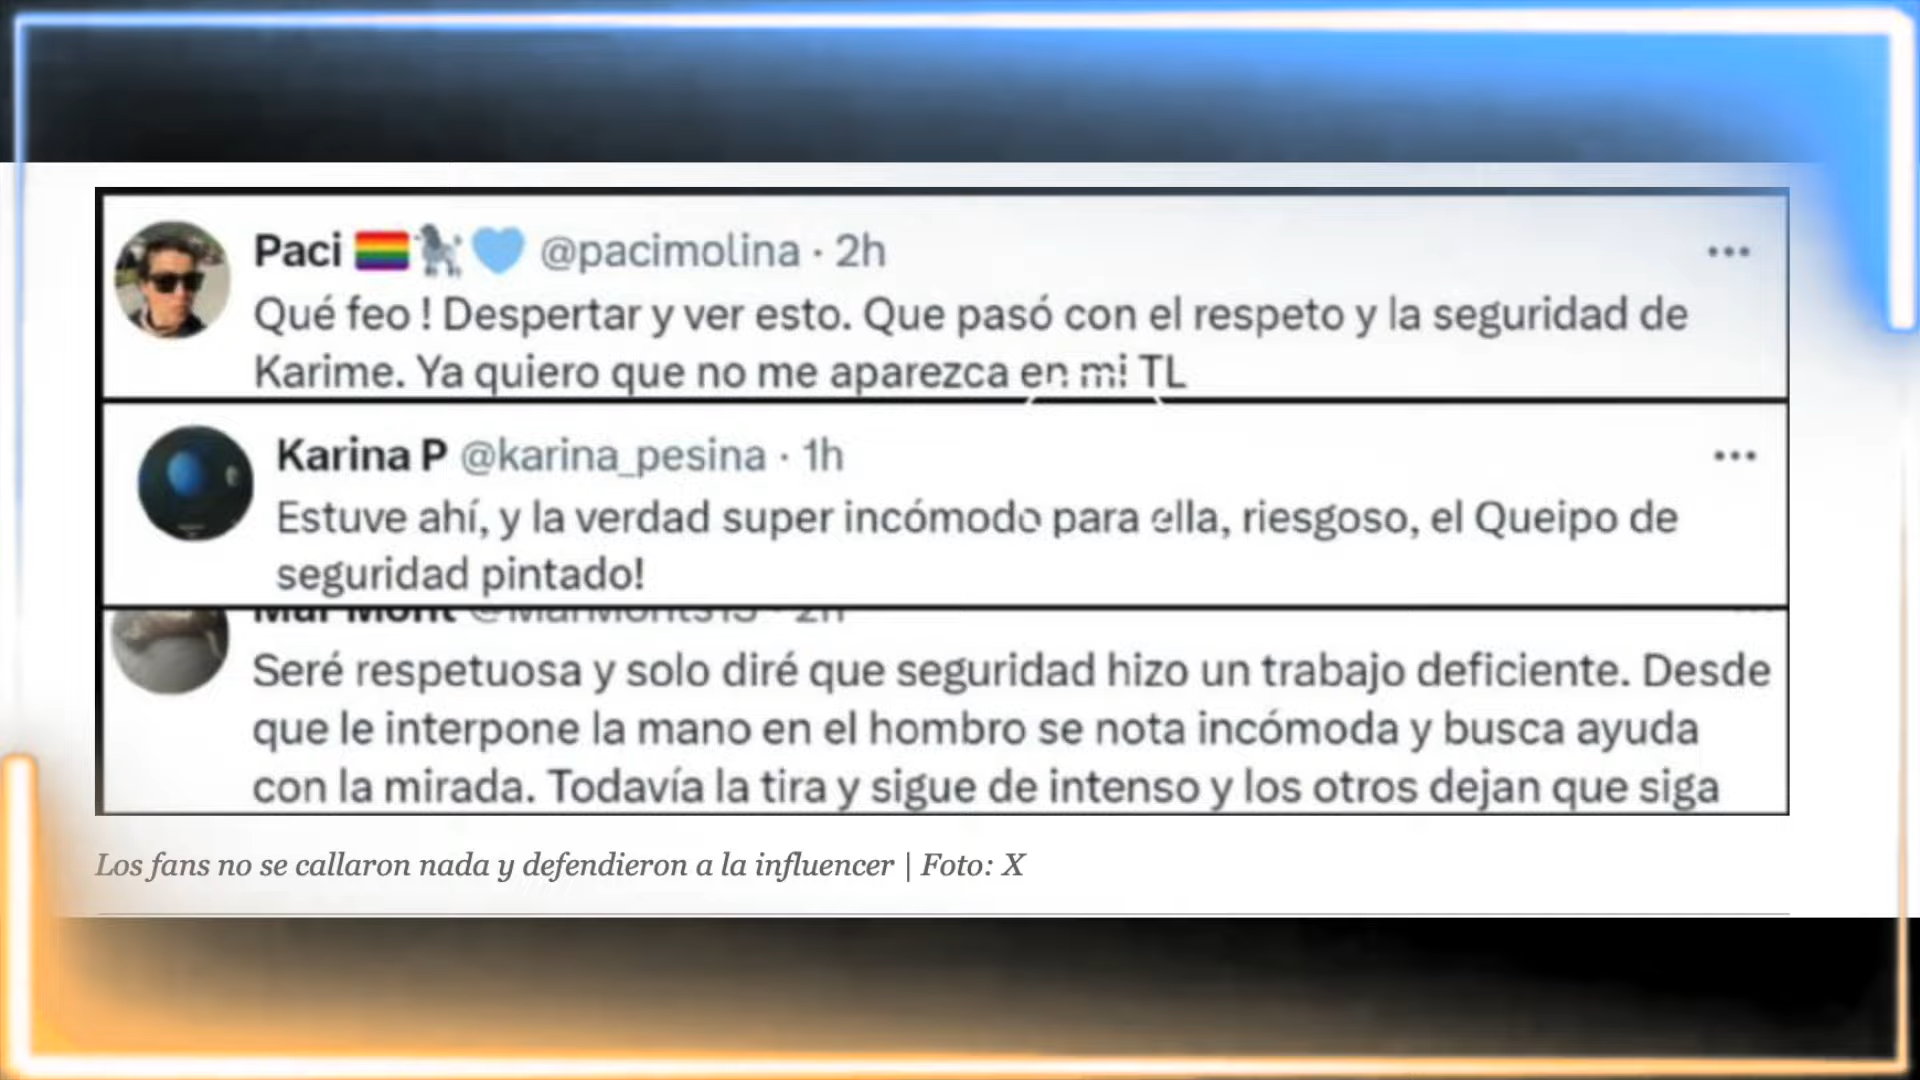 Paci 🏳️‍🌈🐩🩵 @pacimolina · 2h
Qué feo ! Despertar y ver esto. Que pasó con el respeto y la seguridad de
Karime. Ya quiero que no me aparezca en mi TL
Karina P @karina_pesina · 1h
Estuve ahí, y la verdad super incómodo para ella, riesgoso, el Queipo de
seguridad pintado!
Mar Mont · 2h
Seré respetuosa y solo diré que seguridad hizo un trabajo deficiente. Desde
que le interpone la mano en el hombro se nota incómoda y busca ayuda
con la mirada. Todavía la tira y sigue de intenso y los otros dejan que siga
Los fans no se callaron nada y defendieron a la influencer | Foto: X